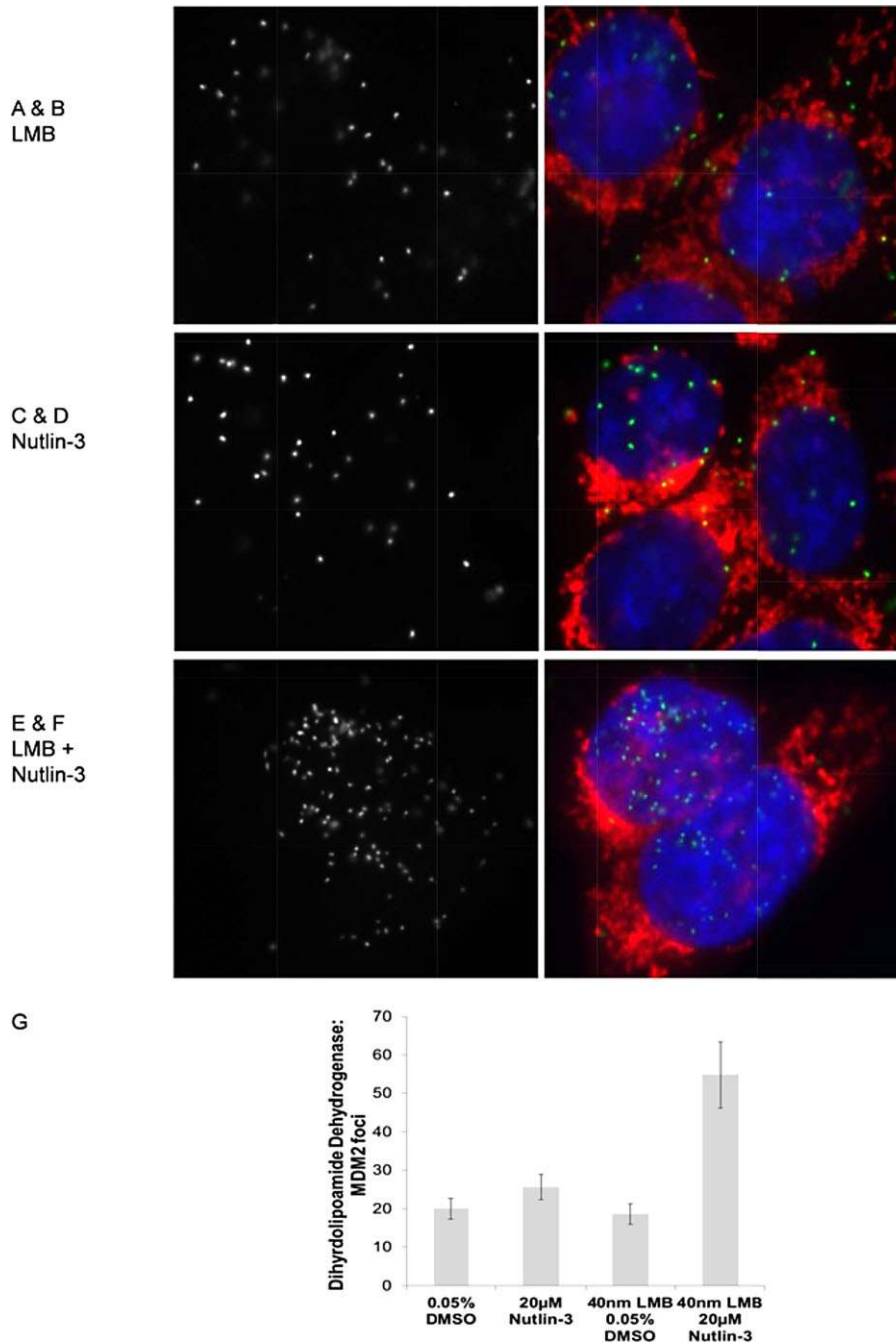 A & B
LMB
C & D
Nutlin-3
E & F
LMB +
Nutlin-3
G
Dihyrdolipoamide Dehydrogenase:
MDM2 foci
70
60
50
40
30
20
10
0
0.05%
DMSO
20µM
Nutlin-3
40nm LMB
0.05%
DMSO
40nm LMB
20µM
Nutlin-3